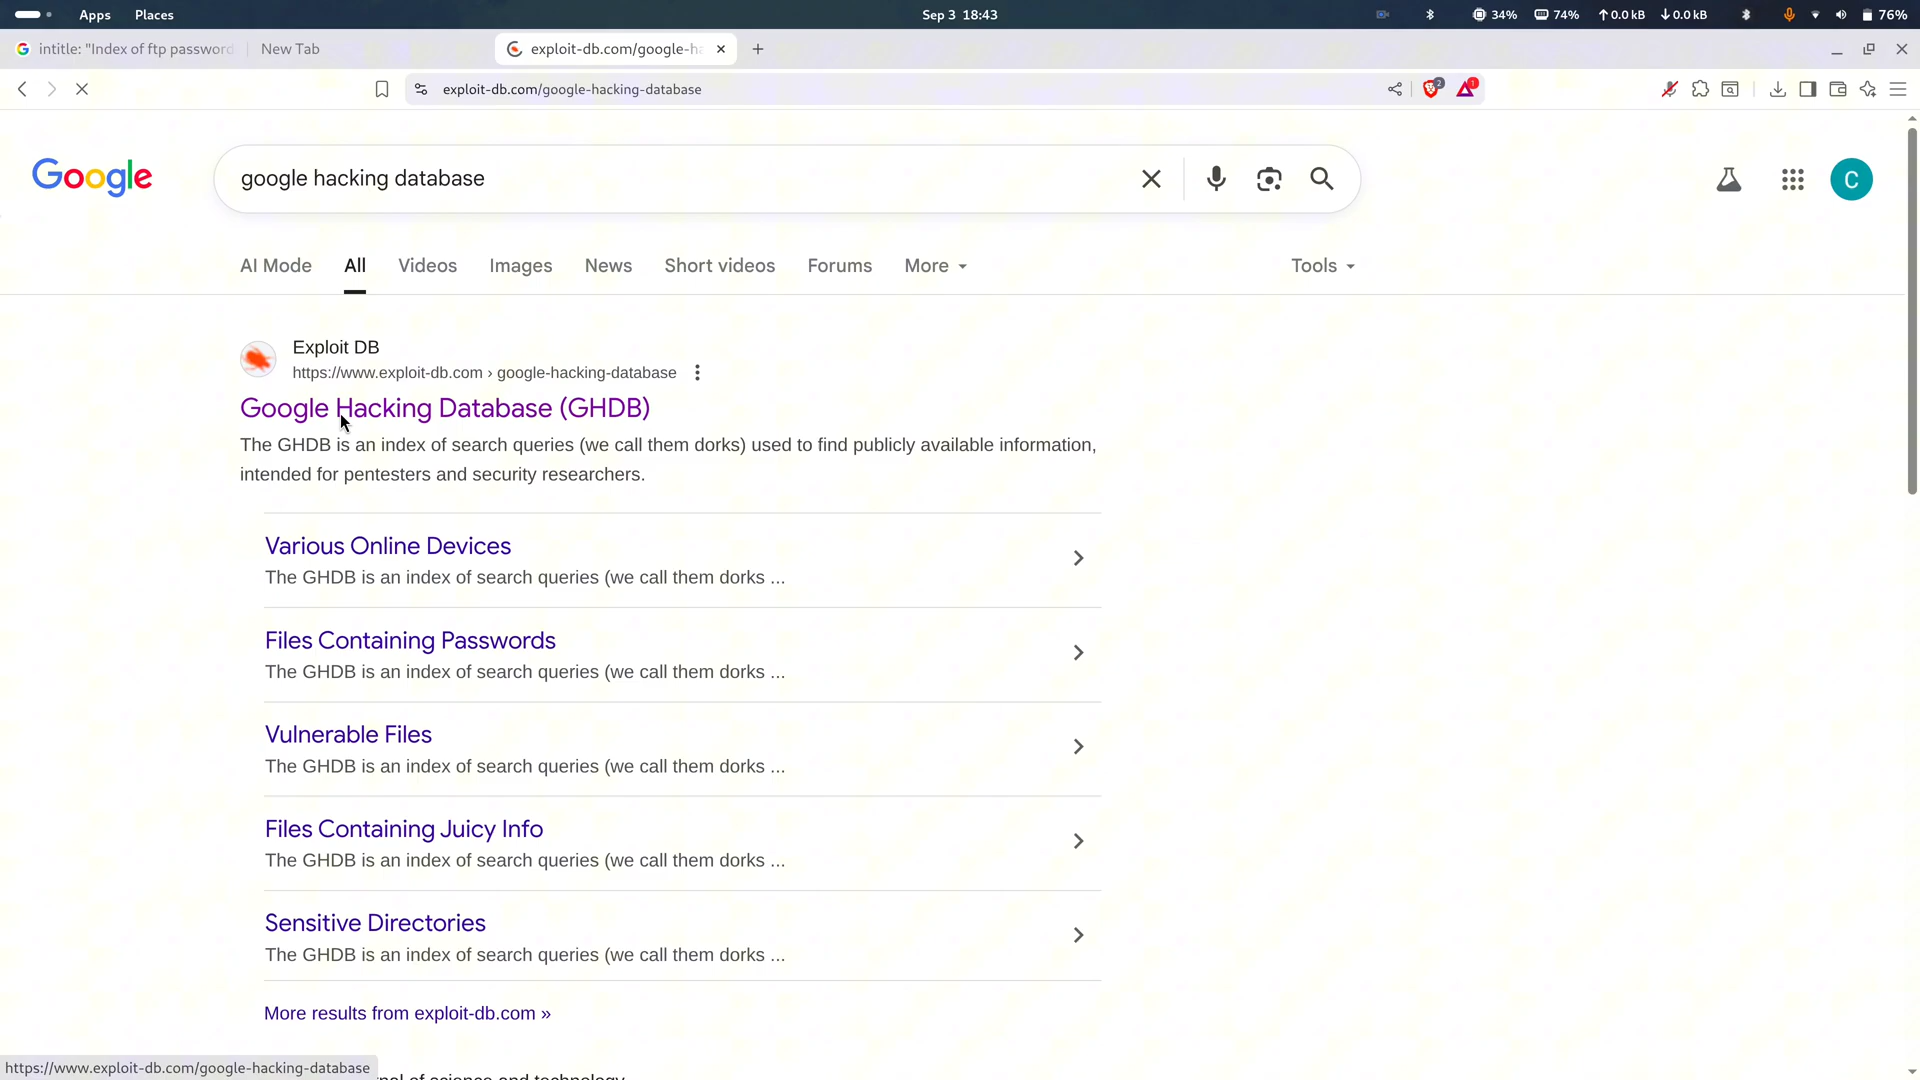 Apps Places Sep 3 18:43 34% 74% 0.0 kB 0.0 kB 76%
intitle: "Index of ftp password New Tab exploit-db.com/google-ha
exploit-db.com/google-hacking-database 2 1
Google google hacking database C
AI Mode All Videos Images News Short videos Forums More Tools
Exploit DB
https://www.exploit-db.com › google-hacking-database
Google Hacking Database (GHDB)
The GHDB is an index of search queries (we call them dorks) used to find publicly available information,
intended for pentesters and security researchers.
Various Online Devices
The GHDB is an index of search queries (we call them dorks ...
Files Containing Passwords
The GHDB is an index of search queries (we call them dorks ...
Vulnerable Files
The GHDB is an index of search queries (we call them dorks ...
Files Containing Juicy Info
The GHDB is an index of search queries (we call them dorks ...
Sensitive Directories
The GHDB is an index of search queries (we call them dorks ...
More results from exploit-db.com »
https://www.exploit-db.com/google-hacking-database
of science and technology